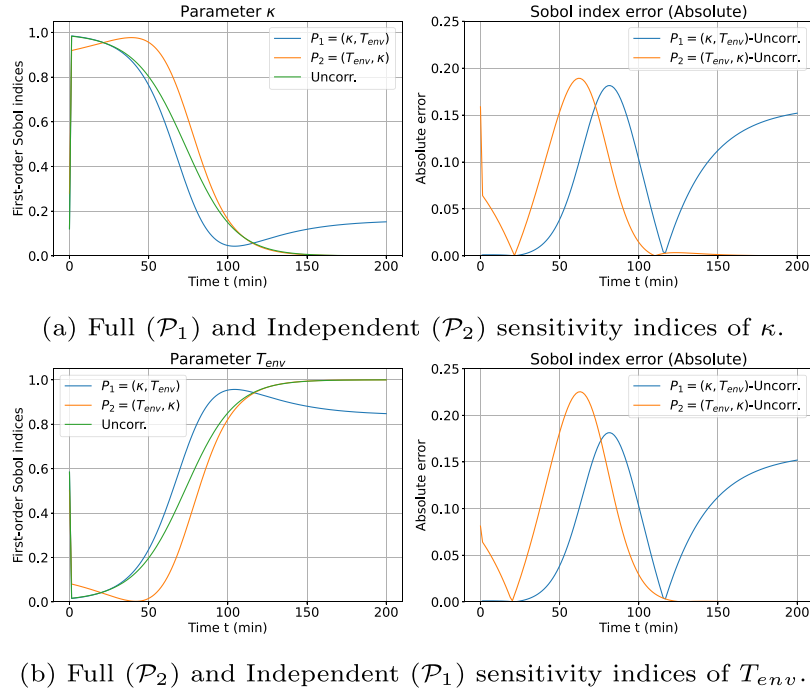 Parameter κ
First-order Sobol indices
1.0
0.8
0.6
0.4
0.2
0.0
0
50
100
150
200
Time t (min)
P₁ = (κ, Tₑₙᵥ)
P₂ = (Tₑₙᵥ, κ)
Uncorr.
Sobol index error (Absolute)
Absolute error
0.25
0.20
0.15
0.10
0.05
0.00
0
50
100
150
200
Time t (min)
P₁ = (κ, Tₑₙᵥ)-Uncorr.
P₂ = (Tₑₙᵥ, κ)-Uncorr.
(a) Full (𝒫₁) and Independent (𝒫₂) sensitivity indices of κ.
Parameter Tₑₙᵥ
First-order Sobol indices
1.0
0.8
0.6
0.4
0.2
0.0
0
50
100
150
200
Time t (min)
P₁ = (κ, Tₑₙᵥ)
P₂ = (Tₑₙᵥ, κ)
Uncorr.
Sobol index error (Absolute)
Absolute error
0.25
0.20
0.15
0.10
0.05
0.00
0
50
100
150
200
Time t (min)
P₁ = (κ, Tₑₙᵥ)-Uncorr.
P₂ = (Tₑₙᵥ, κ)-Uncorr.
(b) Full (𝒫₂) and Independent (𝒫₁) sensitivity indices of Tₑₙᵥ.